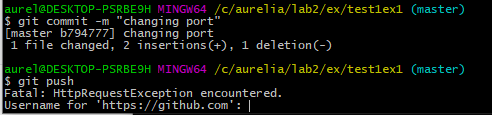 aurel@DESKTOP-PSRBE9H MINGW64 /c/aurelia/lab2/ex/test1ex1 (master)
$ git commit -m "changing port"
[master b794777] changing port
1 file changed, 2 insertions(+), 1 deletion(-)
aurel@DESKTOP-PSRBE9H MINGW64 /c/aurelia/lab2/ex/test1ex1 (master)
$ git push
Fatal: HttpRequestException encountered.
Username for 'https://github.com':